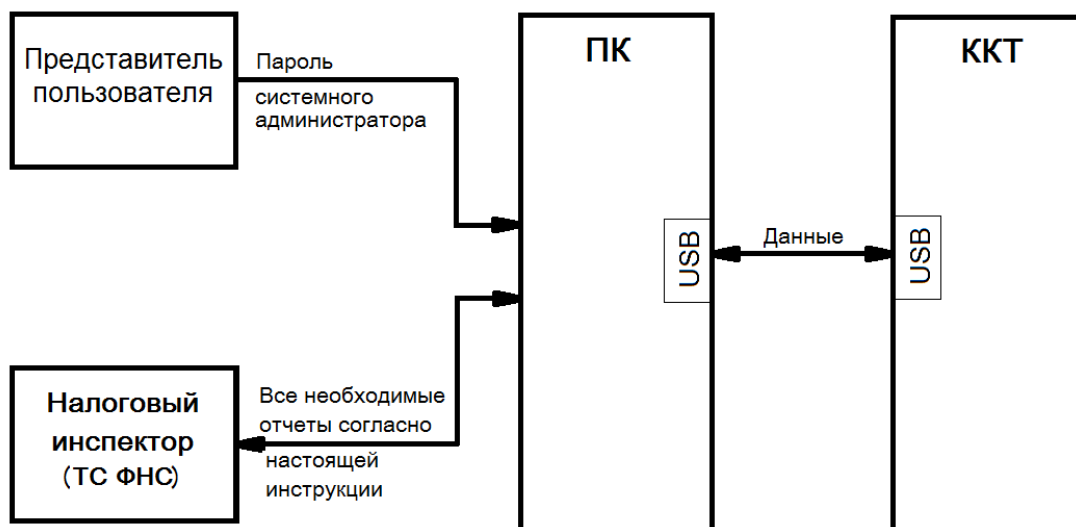 Представитель
пользователя
Пароль
системного
администратора
ПК
ККТ
USB
Данные
USB
Налоговый
инспектор
(ТС ФНС)
Все необходимые
отчеты согласно
настоящей
инструкции